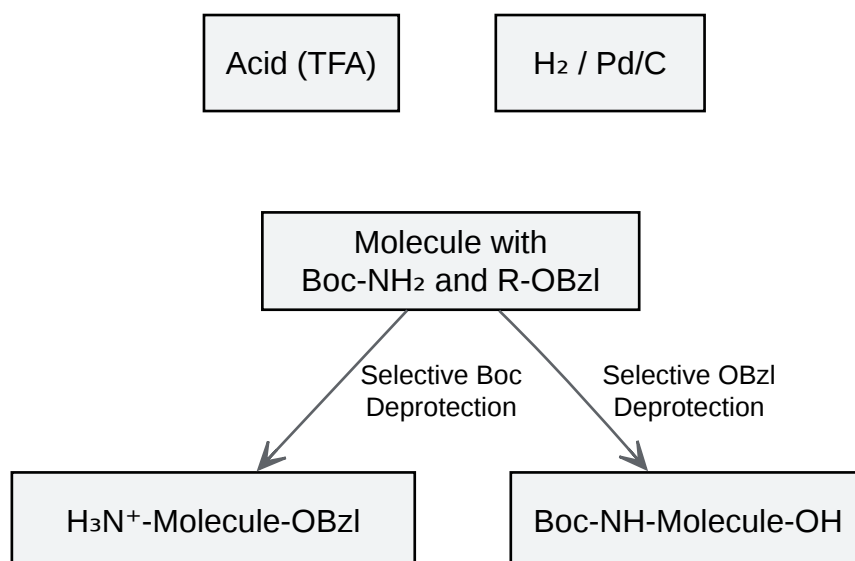 Acid (TFA)
H₂ / Pd/C
Molecule with
Boc-NH₂ and R-OBzl
Selective Boc
Deprotection
Selective OBzl
Deprotection
H₃N⁺-Molecule-OBzl
Boc-NH-Molecule-OH